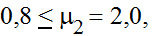 0,8 ≤ μ₂ = 2,0,